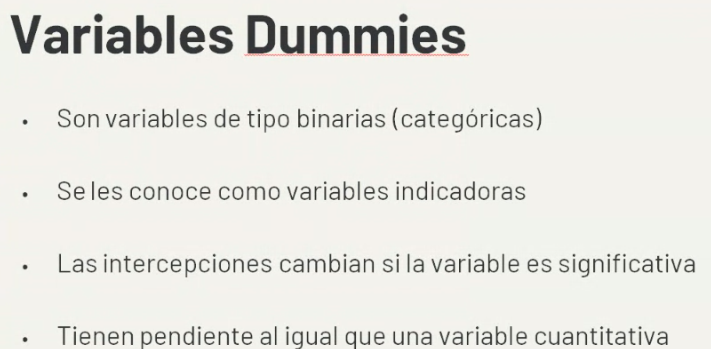 Variables Dummies
• Son variables de tipo binarias (categóricas)
• Se les conoce como variables indicadoras
• Las intercepciones cambian si la variable es significativa
• Tienen pendiente al igual que una variable cuantitativa